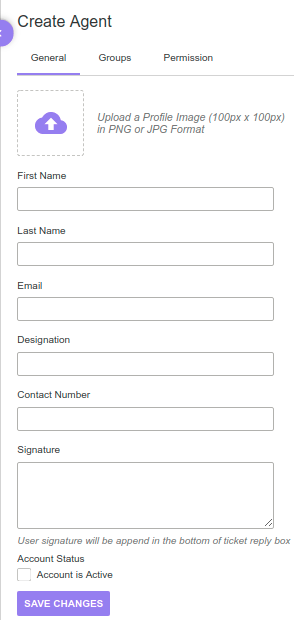 Create Agent
General Groups Permission
Upload a Profile Image (100px x 100px)
in PNG or JPG Format
First Name
Last Name
Email
Designation
Contact Number
Signature
User signature will be append in the bottom of ticket reply box
Account Status
Account is Active
SAVE CHANGES